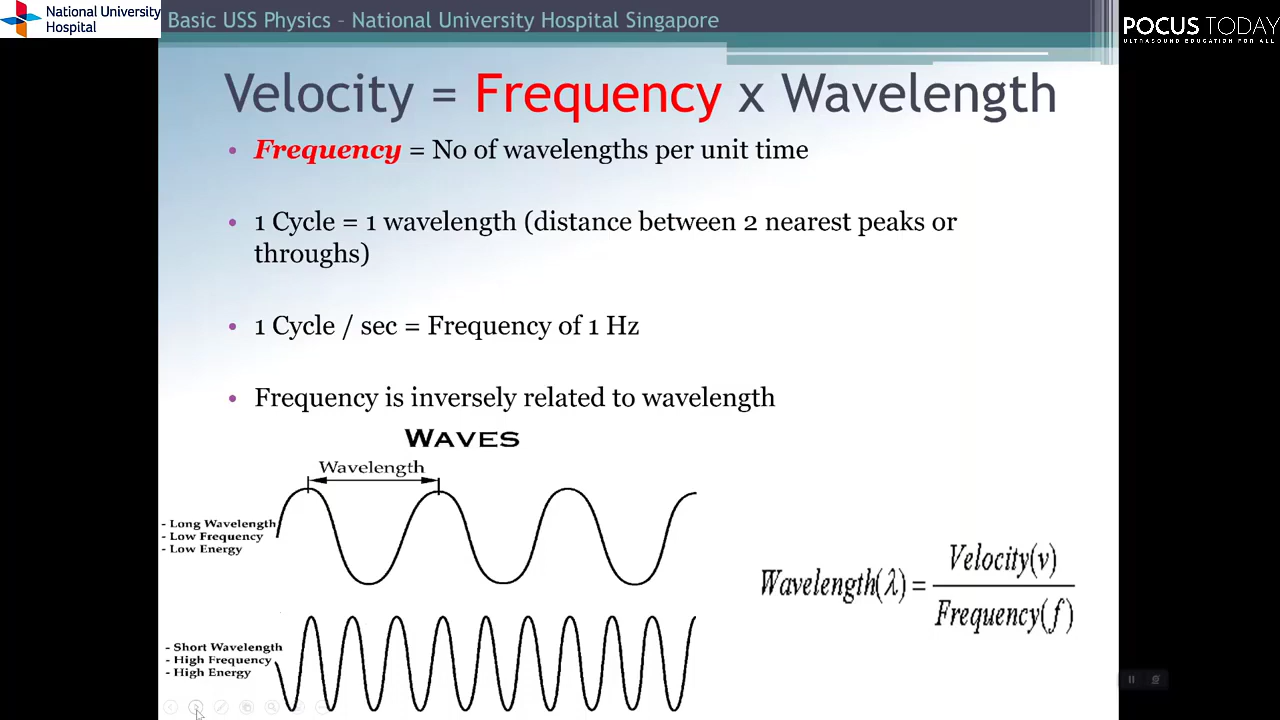 National University
Hospital
Basic USS Physics – National University Hospital Singapore
POCUS TODAY
ULTRASOUND EDUCATION FOR ALL
Velocity = Frequency x Wavelength
• Frequency = No of wavelengths per unit time
• 1 Cycle = 1 wavelength (distance between 2 nearest peaks or
throughs)
• 1 Cycle / sec = Frequency of 1 Hz
• Frequency is inversely related to wavelength
WAVES
Wavelength
- Long Wavelength
- Low Frequency
- Low Energy
- Short Wavelength
- High Frequency
- High Energy
Wavelength(λ) = Velocity(v) / Frequency(f)